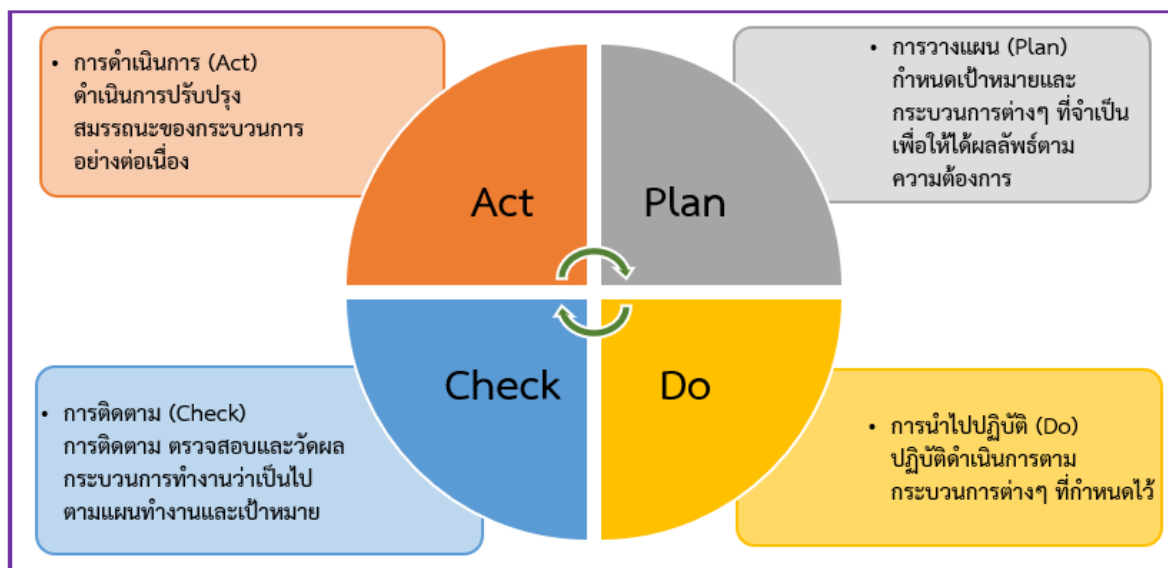 • การดำเนินการ (Act)
ดำเนินการปรับปรุง
สมรรถนะของกระบวนการ
อย่างต่อเนื่อง
• การวางแผน (Plan)
กำหนดเป้าหมายและ
กระบวนการต่างๆ ที่จำเป็น
เพื่อให้ได้ผลลัพธ์ตาม
ความต้องการ
Act
Plan
Check
Do
• การติดตาม (Check)
การติดตาม ตรวจสอบและวัดผล
กระบวนการทำงานว่าเป็นไป
ตามแผนทำงานและเป้าหมาย
• การนำไปปฏิบัติ (Do)
ปฏิบัติดำเนินการตาม
กระบวนการต่างๆ ที่กำหนดไว้